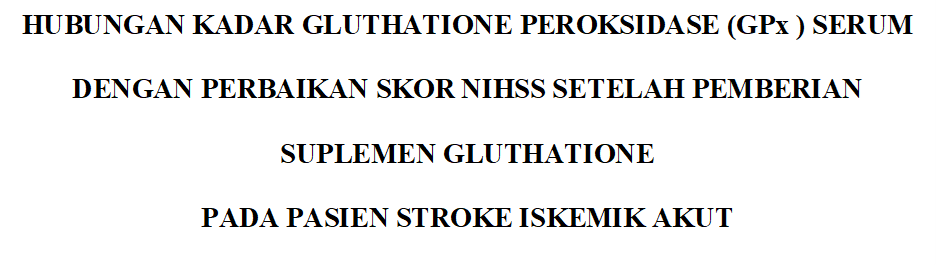 HUBUNGAN KADAR GLUTHATIONE PEROKSIDASE (GPx ) SERUM
DENGAN PERBAIKAN SKOR NIHSS SETELAH PEMBERIAN
SUPLEMEN GLUTHATIONE
PADA PASIEN STROKE ISKEMIK AKUT